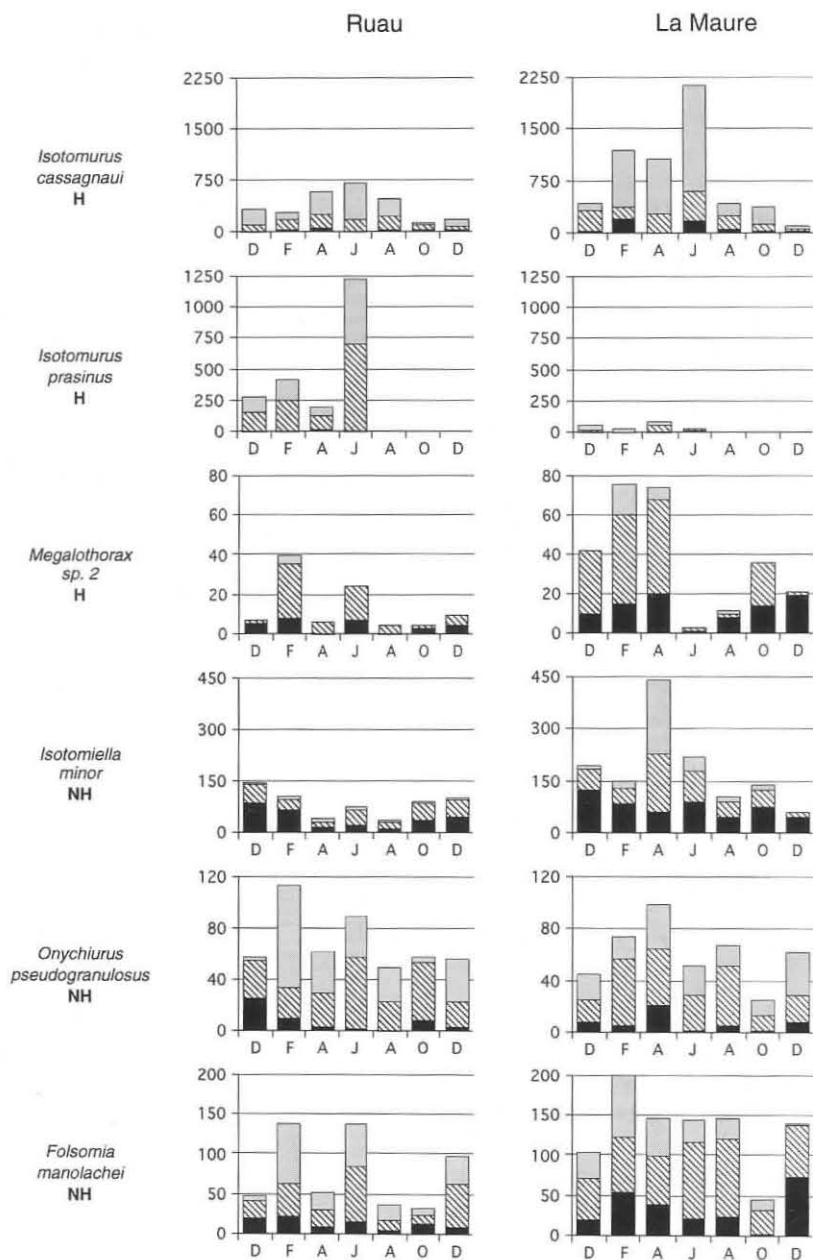 Ruau
La Maure
Isotomurus
cassagnaui
H
2250
1500
750
0
D F A J A O D
2250
1500
750
0
D F A J A O D
Isotomurus
prasinus
H
1250
1000
750
500
250
0
D F A J A O D
1250
1000
750
500
250
0
D F A J A O D
Megalothorax
sp. 2
H
80
60
40
20
0
D F A J A O D
80
60
40
20
0
D F A J A O D
Isotomiella
minor
NH
450
300
150
0
D F A J A O D
450
300
150
0
D F A J A O D
Onychiurus
pseudogranulosus
NH
120
80
40
0
D F A J A O D
120
80
40
0
D F A J A O D
Folsomia
manolachei
NH
200
150
100
50
0
D F A J A O D
200
150
100
50
0
D F A J A O D